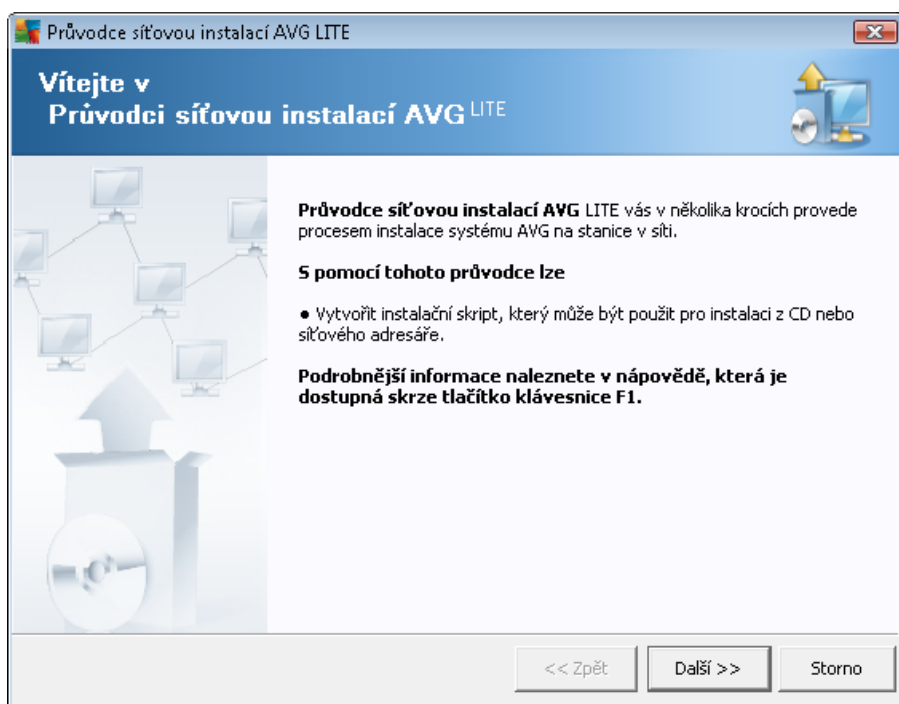 Průvodce síťovou instalací AVG LITE
Vítejte v
Průvodci síťovou instalací AVG LITE
Průvodce síťovou instalací AVG LITE vás v několika krocích provede
procesem instalace systému AVG na stanice v síti.
S pomocí tohoto průvodce lze
● Vytvořit instalační skript, který může být použit pro instalaci z CD nebo
síťového adresáře.
Podrobnější informace naleznete v nápovědě, která je
dostupná skrze tlačítko klávesnice F1.
<< Zpět
Další >>
Storno